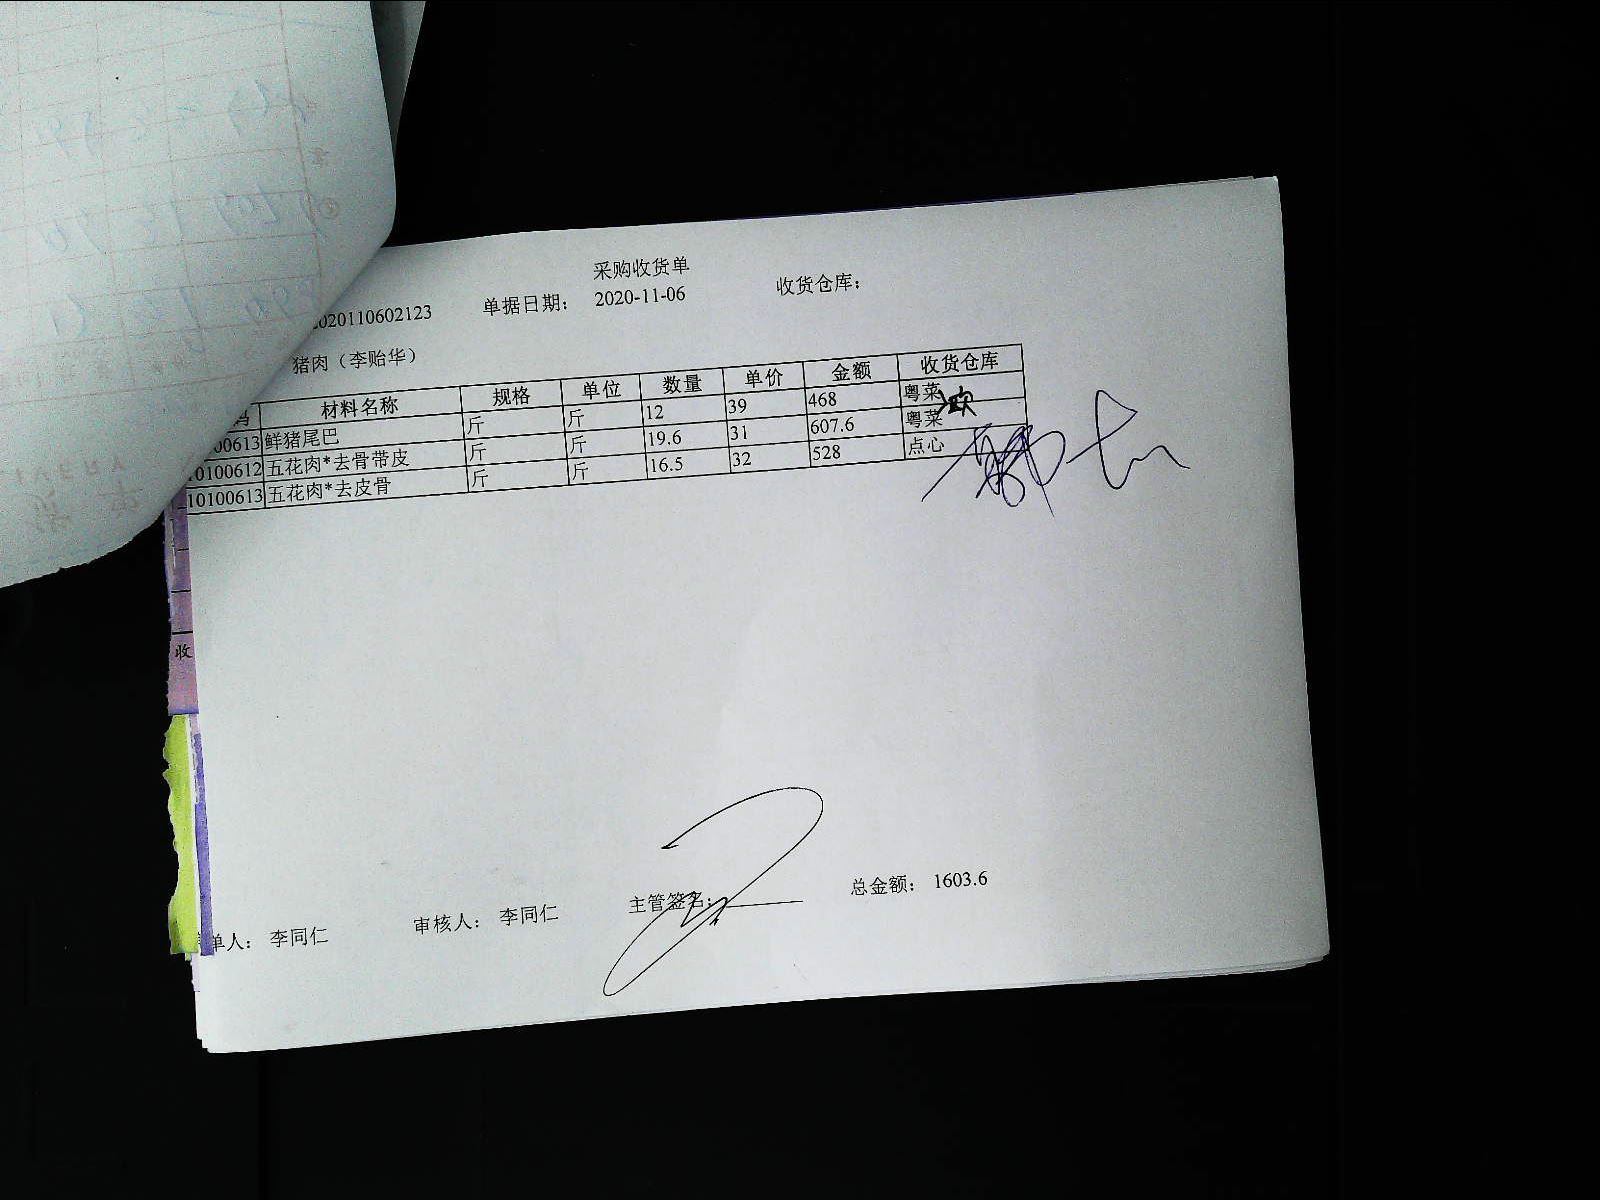 采购收货单
2020110602123 单据日期： 2020-11-06 收货仓库：
猪肉（李贻华）
码 材料名称 规格 单位 数量 单价 金额 收货仓库
00613 鲜猪尾巴 斤 斤 12 39 468 粤菜
10100612 五花肉*去骨带皮 斤 斤 19.6 31 607.6 粤菜
10100613 五花肉*去皮骨 斤 斤 16.5 32 528 点心
收
单人： 李同仁 审核人： 李同仁 主管签名： 总金额： 1603.6